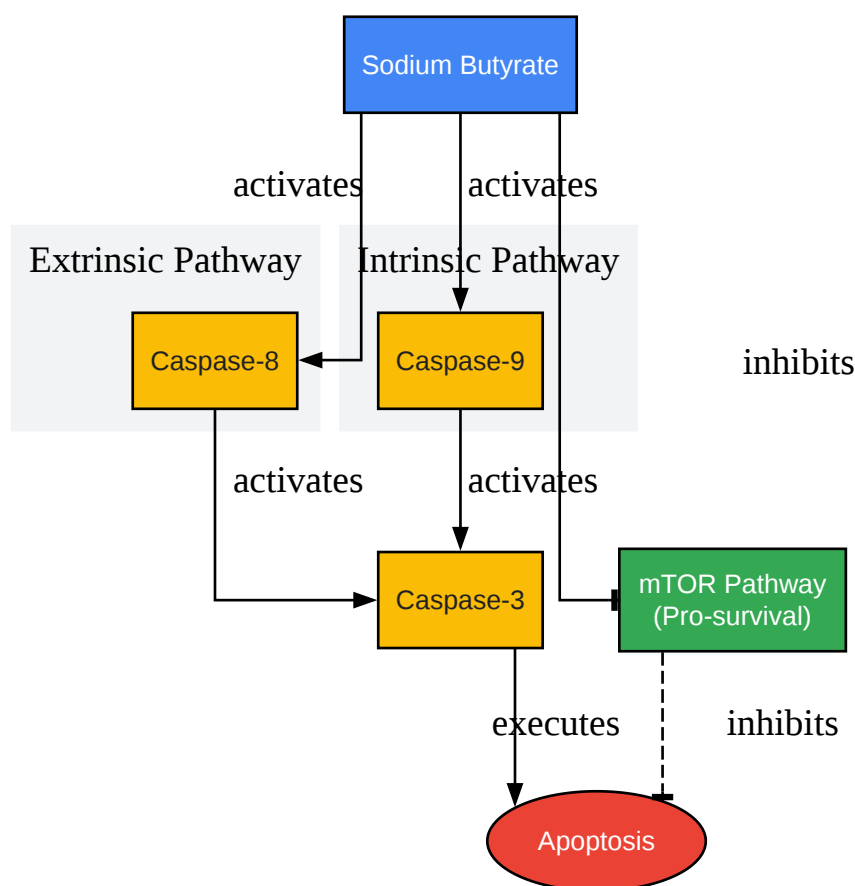 Sodium Butyrate
activates
activates
Extrinsic Pathway
Intrinsic Pathway
Caspase-8
Caspase-9
inhibits
activates
activates
Caspase-3
mTOR Pathway
(Pro-survival)
executes
inhibits
Apoptosis